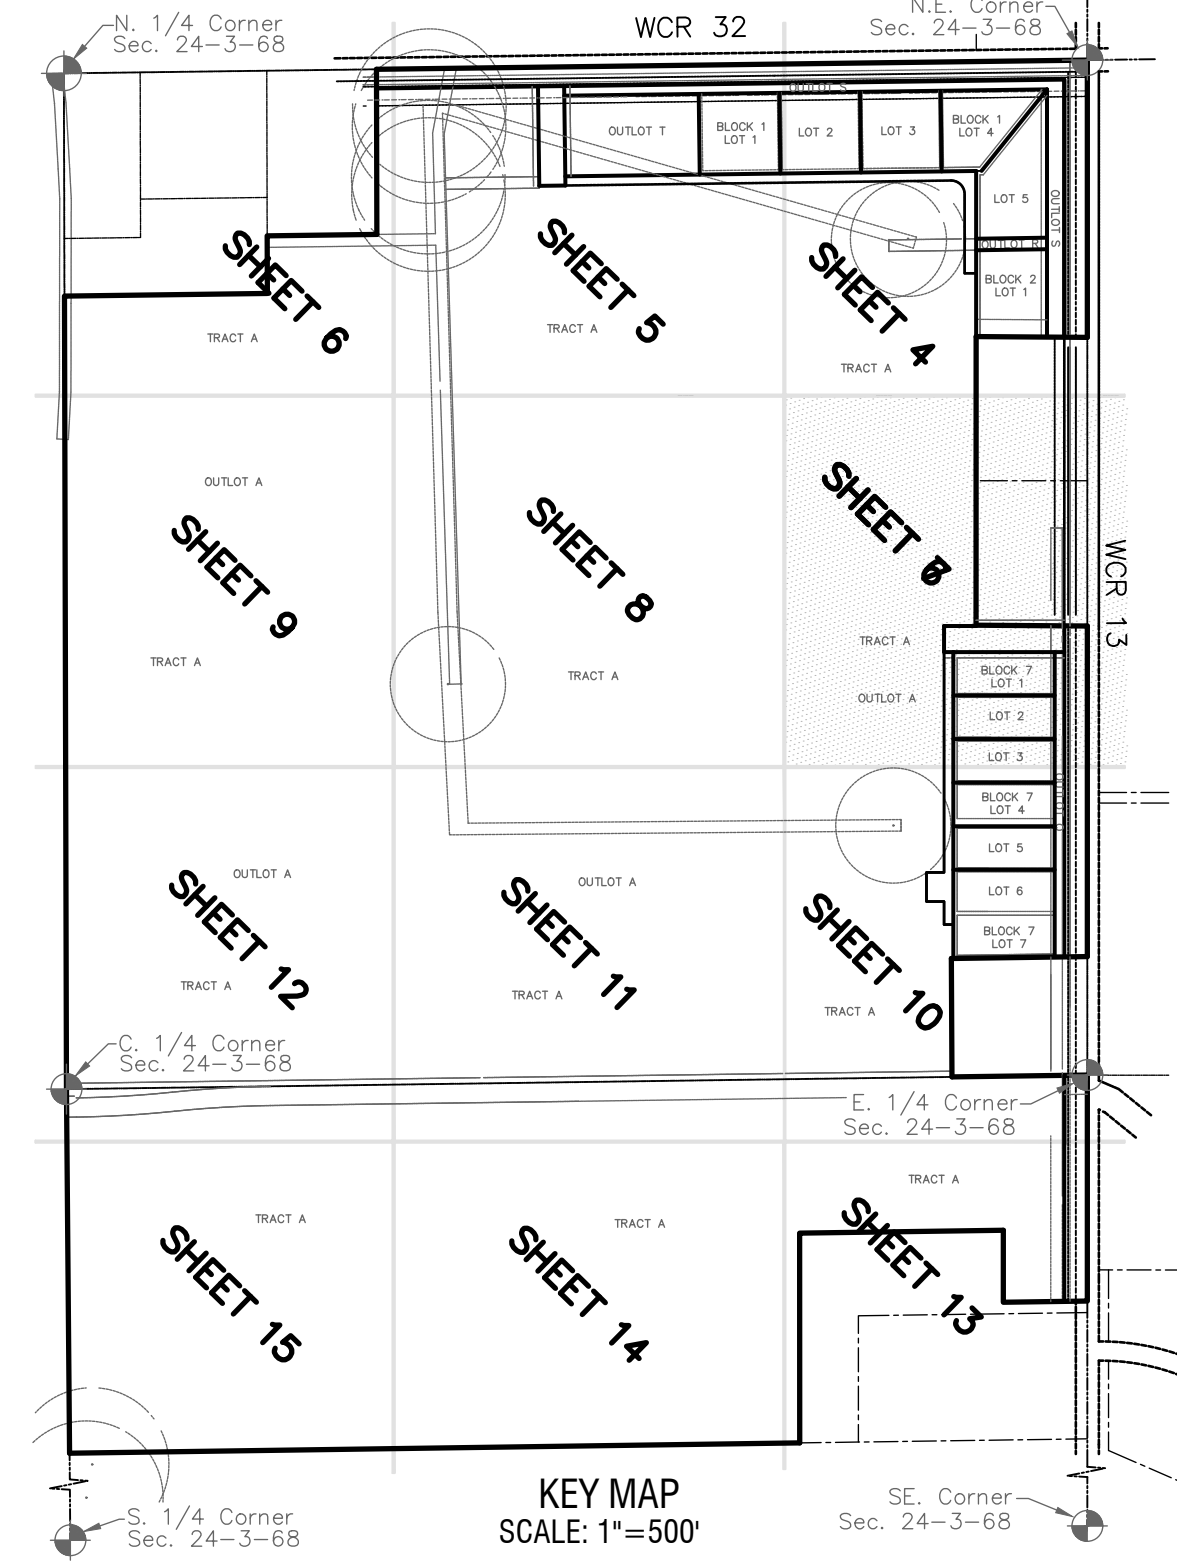 N. 1/4 Corner
Sec. 24-3-68
WCR 32
N.E. Corner
Sec. 24-3-68
OUTLOT S
OUTLOT T
BLOCK 1
LOT 1
LOT 2
LOT 3
BLOCK 1
LOT 4
LOT 5
OUTLOT S
OUTLOT R
BLOCK 2
LOT 1
SHEET 6
SHEET 5
SHEET 4
TRACT A
TRACT A
TRACT A
OUTLOT A
SHEET 9
SHEET 8
SHEET
WCR 13
TRACT A
TRACT A
TRACT A
OUTLOT A
BLOCK 7
LOT 1
LOT 2
LOT 3
BLOCK 7
LOT 4
LOT 5
LOT 6
BLOCK 7
LOT 7
OUTLOT A
OUTLOT A
SHEET 12
SHEET 11
SHEET 10
TRACT A
TRACT A
TRACT A
C. 1/4 Corner
Sec. 24-3-68
E. 1/4 Corner
Sec. 24-3-68
TRACT A
TRACT A
TRACT A
SHEET 15
SHEET 14
SHEET 13
KEY MAP
SCALE: 1"=500'
S. 1/4 Corner
Sec. 24-3-68
SE. Corner
Sec. 24-3-68